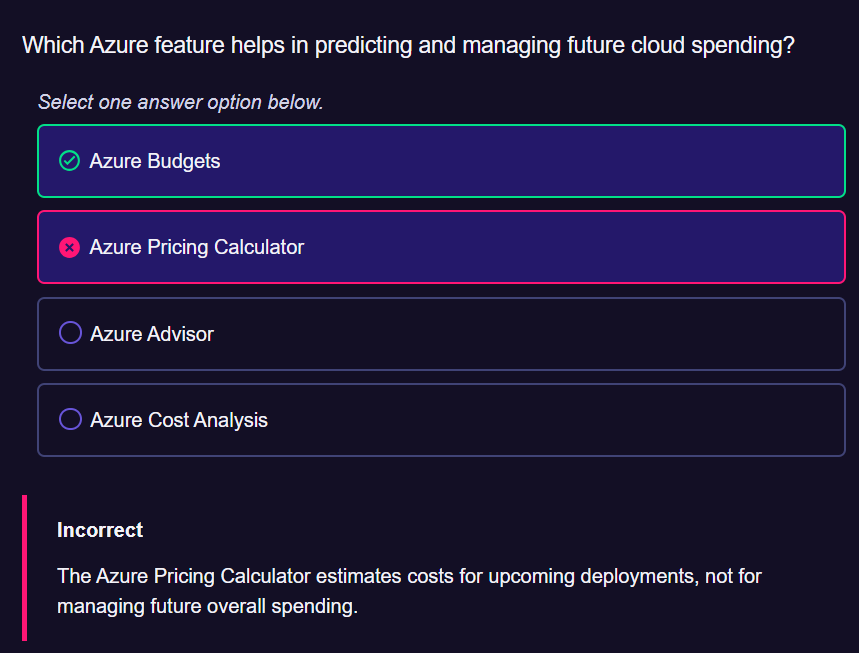 Which Azure feature helps in predicting and managing future cloud spending?
Select one answer option below.
Azure Budgets
Azure Pricing Calculator
Azure Advisor
Azure Cost Analysis
Incorrect
The Azure Pricing Calculator estimates costs for upcoming deployments, not for
managing future overall spending.